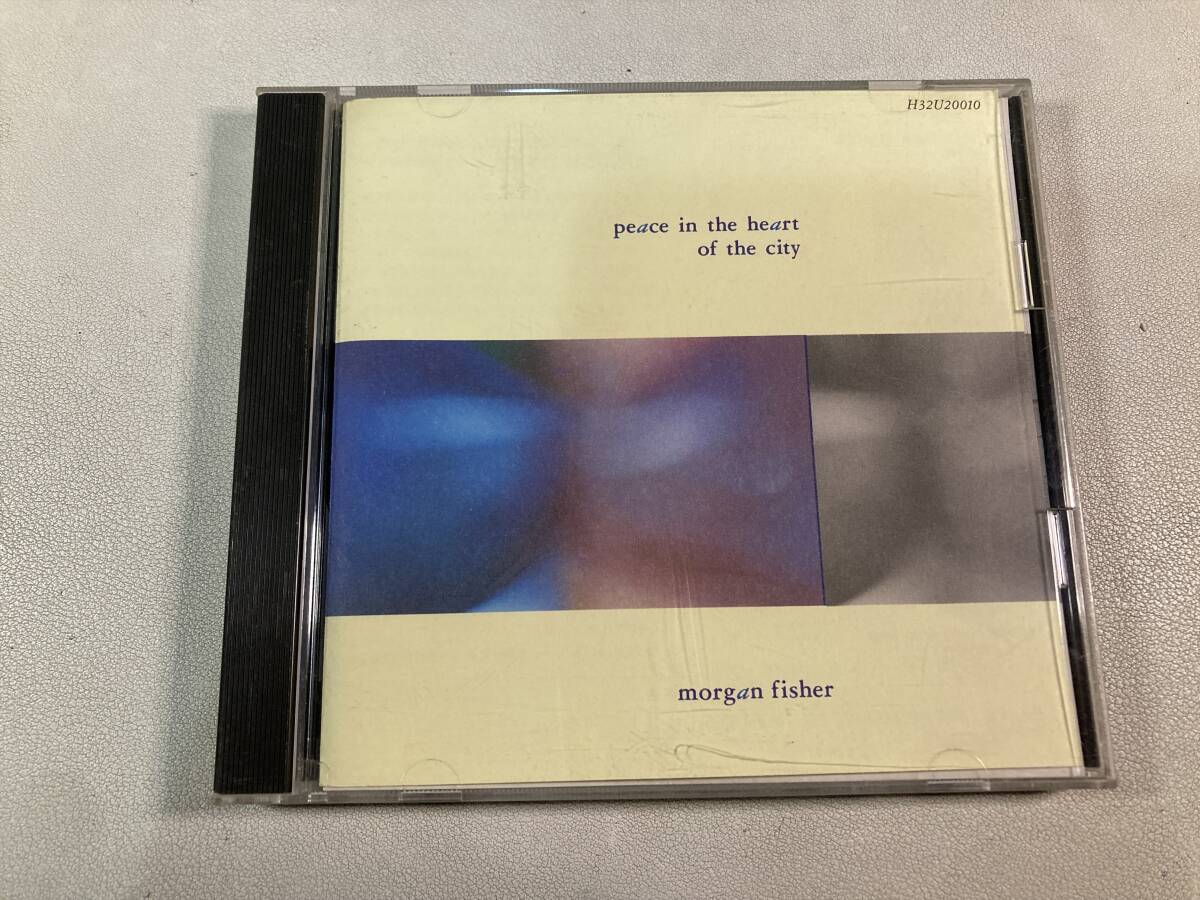 H32U20010
peace in the heart
of the city
morgan fisher